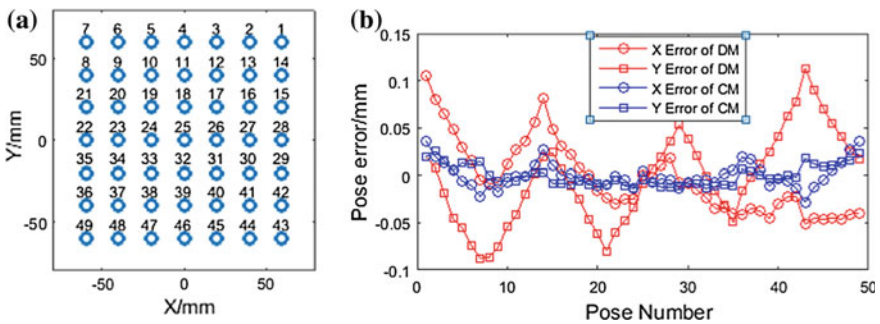 (a)
7 6 5 4 3 2 1
8 9 10 11 12 13 14
21 20 19 18 17 16 15
22 23 24 25 26 27 28
35 34 33 32 31 30 29
36 37 38 39 40 41 42
49 48 47 46 45 44 43
50
0
-50
Y/mm
-50 0 50
X/mm
(b)
0.15
0.1
0.05
0
-0.05
-0.1
Pose error/mm
X Error of DM
Y Error of DM
X Error of CM
Y Error of CM
0 10 20 30 40 50
Pose Number